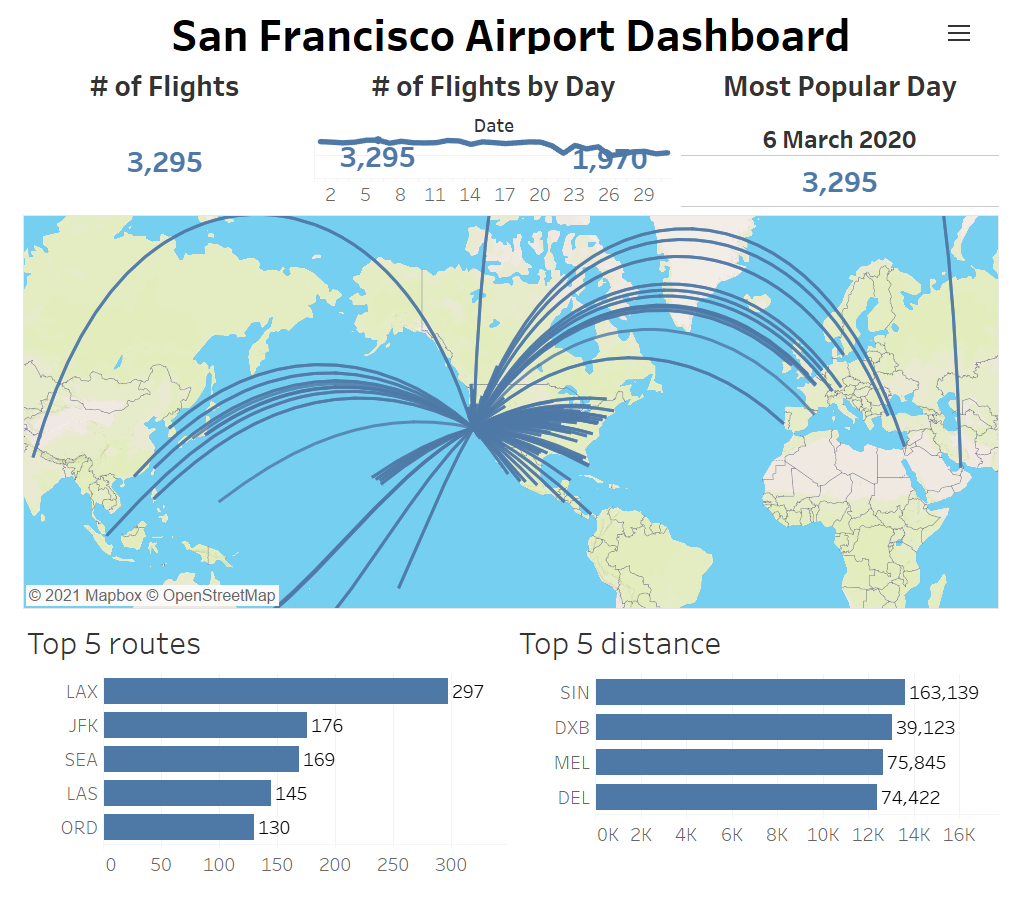 San Francisco Airport Dashboard
# of Flights
# of Flights by Day
Most Popular Day
3,295
Date
3,295
1,970
2 5 8 11 14 17 20 23 26 29
6 March 2020
3,295
© 2021 Mapbox © OpenStreetMap
Top 5 routes
LAX 297
JFK 176
SEA 169
LAS 145
ORD 130
0 50 100 150 200 250 300
Top 5 distance
SIN 163,139
DXB 39,123
MEL 75,845
DEL 74,422
0K 2K 4K 6K 8K 10K 12K 14K 16K